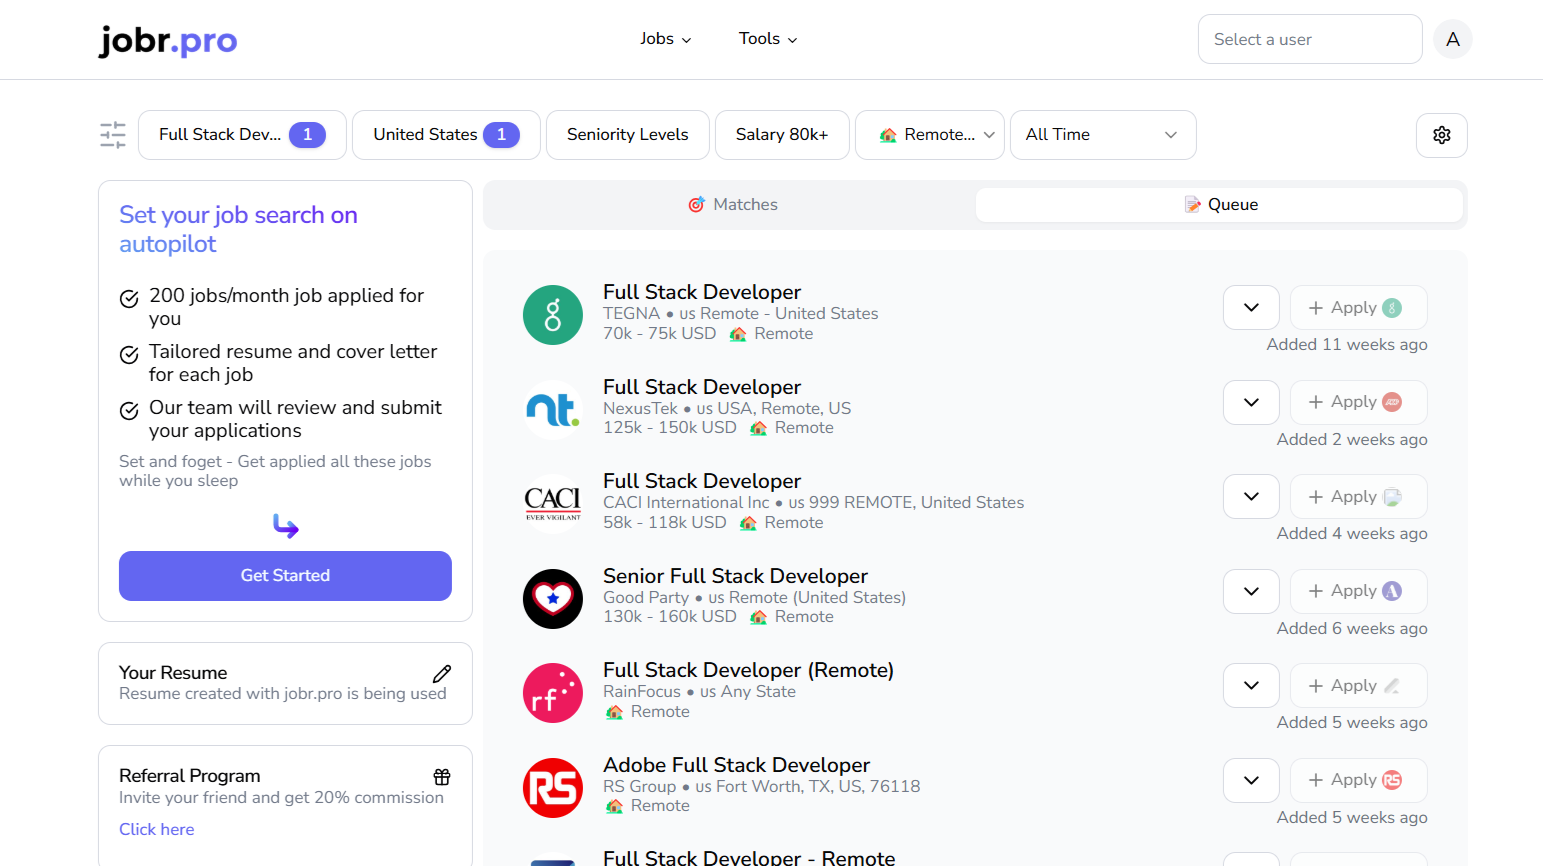 jobr.pro
Jobs
Tools
Select a user
A
Full Stack Dev... 1
United States 1
Seniority Levels
Salary 80k+
Remote...
All Time
Set your job search on
autopilot
200 jobs/month job applied for
you
Tailored resume and cover letter
for each job
Our team will review and submit
your applications
Set and foget - Get applied all these jobs
while you sleep
Get Started
Your Resume
Resume created with jobr.pro is being used
Referral Program
Invite your friend and get 20% commission
Click here
Matches
Queue
Full Stack Developer
TEGNA • us Remote - United States
70k - 75k USD Remote
+ Apply
Added 11 weeks ago
nt.
Full Stack Developer
NexusTek • us USA, Remote, US
125k - 150k USD Remote
+ Apply
Added 2 weeks ago
CACI
EVER VIGILANT
Full Stack Developer
CACI International Inc • us 999 REMOTE, United States
58k - 118k USD Remote
+ Apply
Added 4 weeks ago
Senior Full Stack Developer
Good Party • us Remote (United States)
130k - 160k USD Remote
+ Apply
Added 6 weeks ago
rf
Full Stack Developer (Remote)
RainFocus • us Any State
Remote
+ Apply
Added 5 weeks ago
RS
Adobe Full Stack Developer
RS Group • us Fort Worth, TX, US, 76118
Remote
+ Apply RS
Added 5 weeks ago
Full Stack Developer - Remote